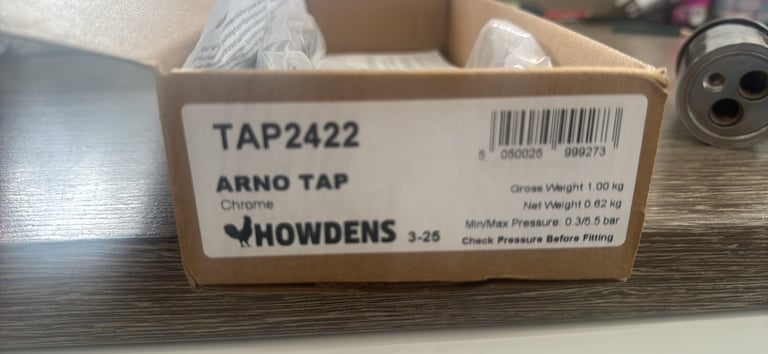 TAP2422
ARNO TAP
Chrome
HOWDENS 3-25
5 050025 999273
Gross Weight 1.00 kg
Net Weight 0.62 kg
Min/Max Pressure: 0.3/5.5 bar
Check Pressure Before Fitting